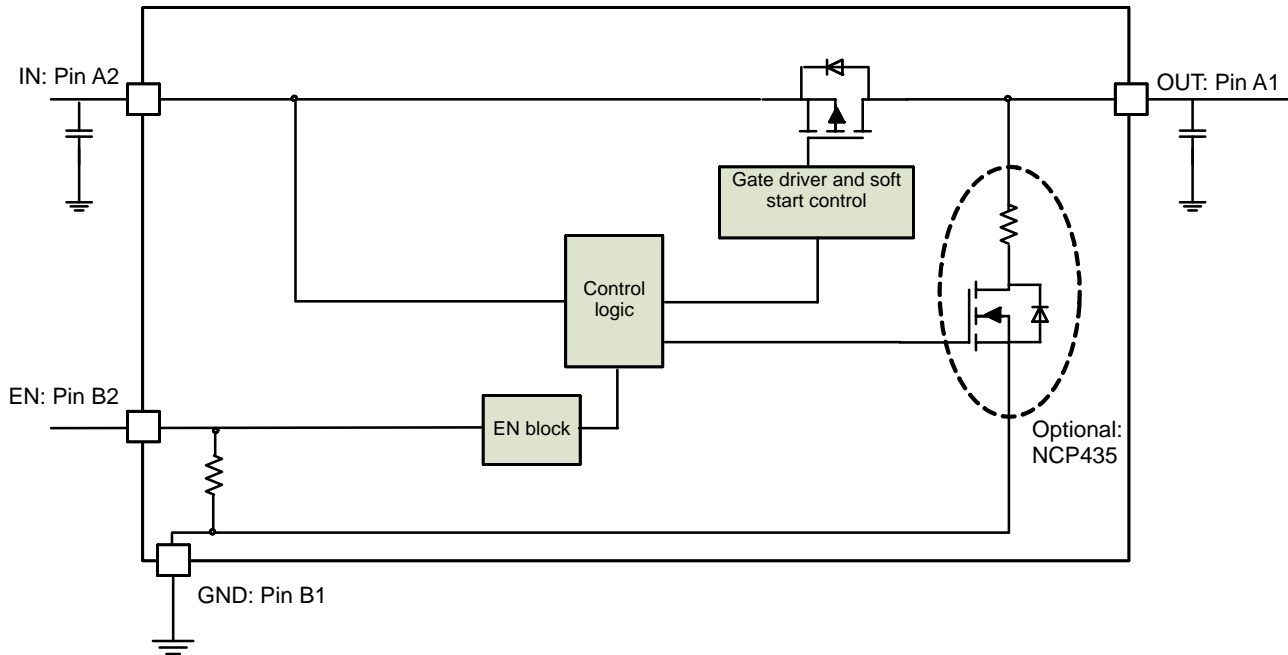 IN: Pin A2
OUT: Pin A1
Gate driver and soft
start control
Control
logic
EN: Pin B2
EN block
Optional:
NCP435
GND: Pin B1